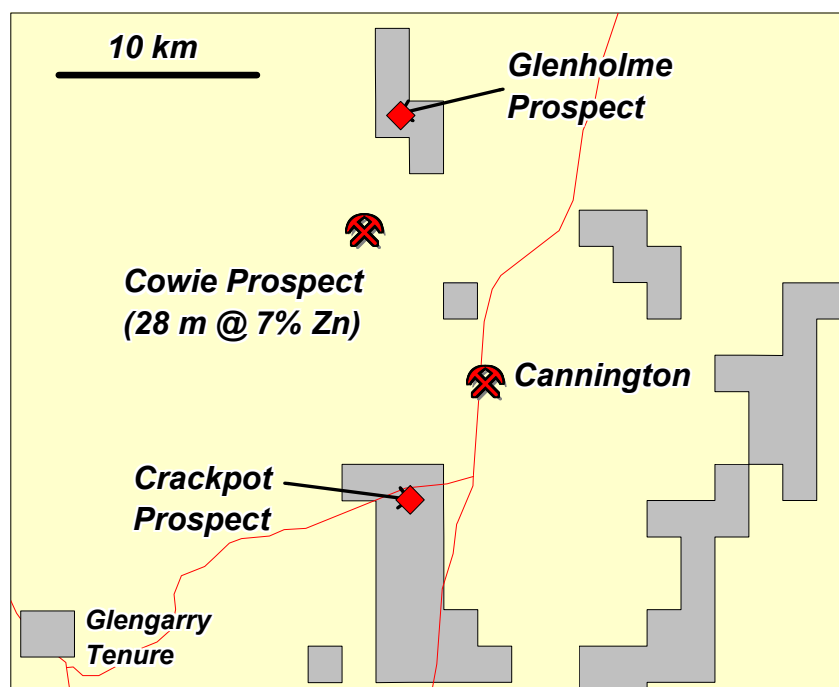 10 km
Glenholme
Prospect
Cowie Prospect
(28 m @ 7% Zn)
Cannington
Crackpot
Prospect
Glengarry
Tenure